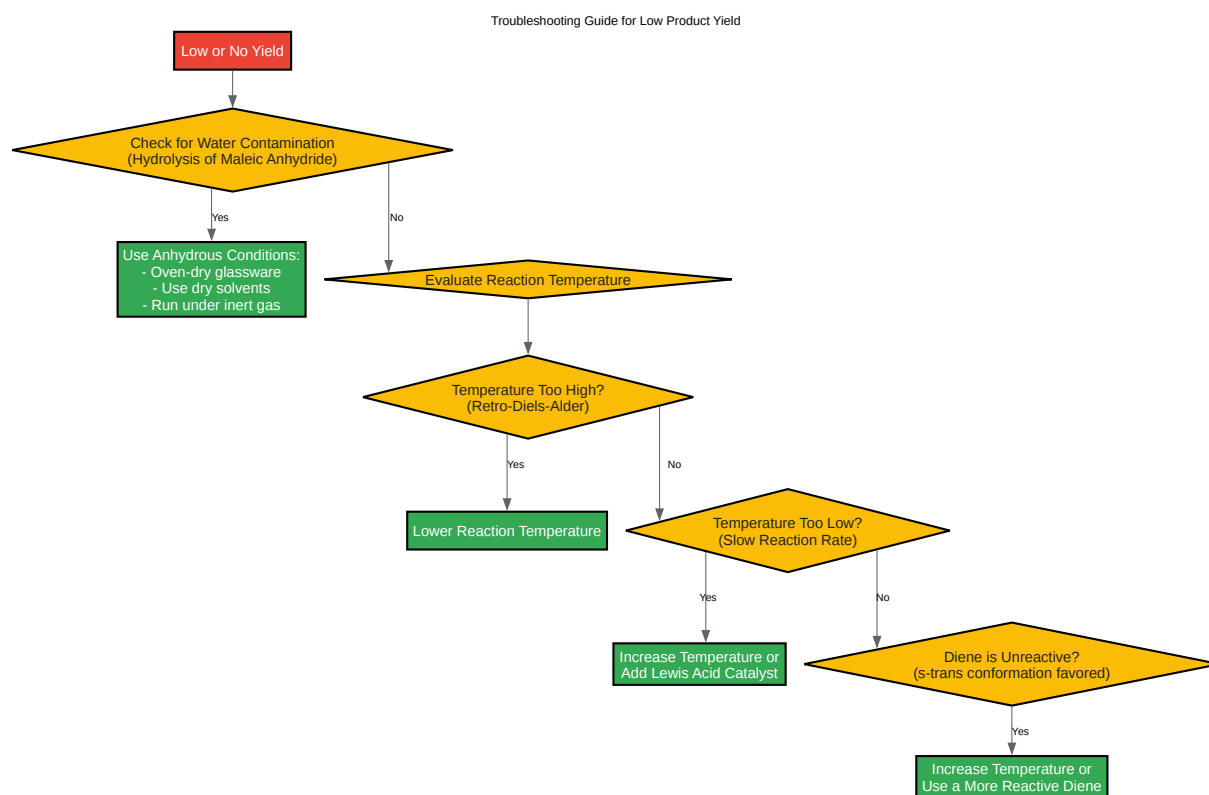 Troubleshooting Guide for Low Product Yield
Low or No Yield
Check for Water Contamination
(Hydrolysis of Maleic Anhydride)
Yes
No
Use Anhydrous Conditions:
- Oven-dry glassware
- Use dry solvents
- Run under inert gas
Evaluate Reaction Temperature
Temperature Too High?
(Retro-Diels-Alder)
Yes
No
Lower Reaction Temperature
Temperature Too Low?
(Slow Reaction Rate)
Yes
No
Increase Temperature or
Add Lewis Acid Catalyst
Diene is Unreactive?
(s-trans conformation favored)
Yes
Increase Temperature or
Use a More Reactive Diene